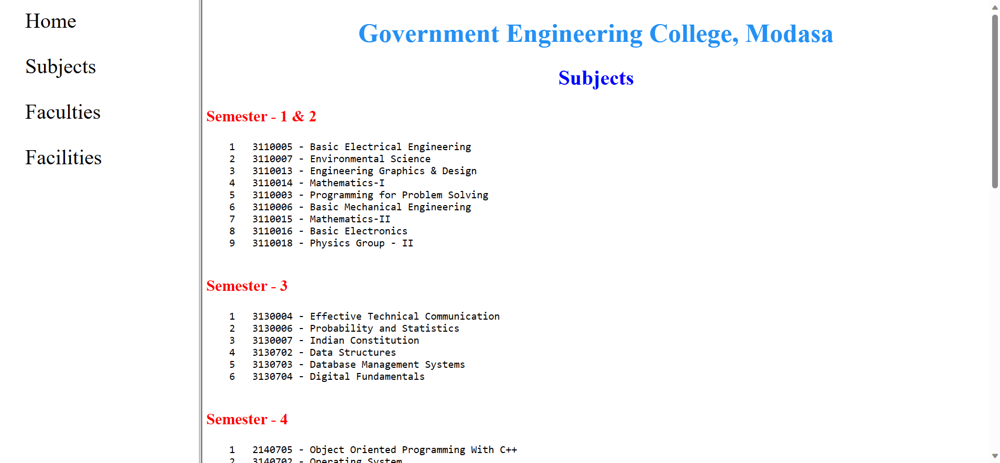 Home
Subjects
Faculties
Facilities
Government Engineering College, Modasa
Subjects
Semester - 1 & 2
1 3110005 - Basic Electrical Engineering
2 3110007 - Environmental Science
3 3110013 - Engineering Graphics & Design
4 3110014 - Mathematics-I
5 3110003 - Programming for Problem Solving
6 3110006 - Basic Mechanical Engineering
7 3110015 - Mathematics-II
8 3110016 - Basic Electronics
9 3110018 - Physics Group - II
Semester - 3
1 3130004 - Effective Technical Communication
2 3130006 - Probability and Statistics
3 3130007 - Indian Constitution
4 3130702 - Data Structures
5 3130703 - Database Management Systems
6 3130704 - Digital Fundamentals
Semester - 4
1 2140705 - Object Oriented Programming With C++
2 3140702 - Operating System